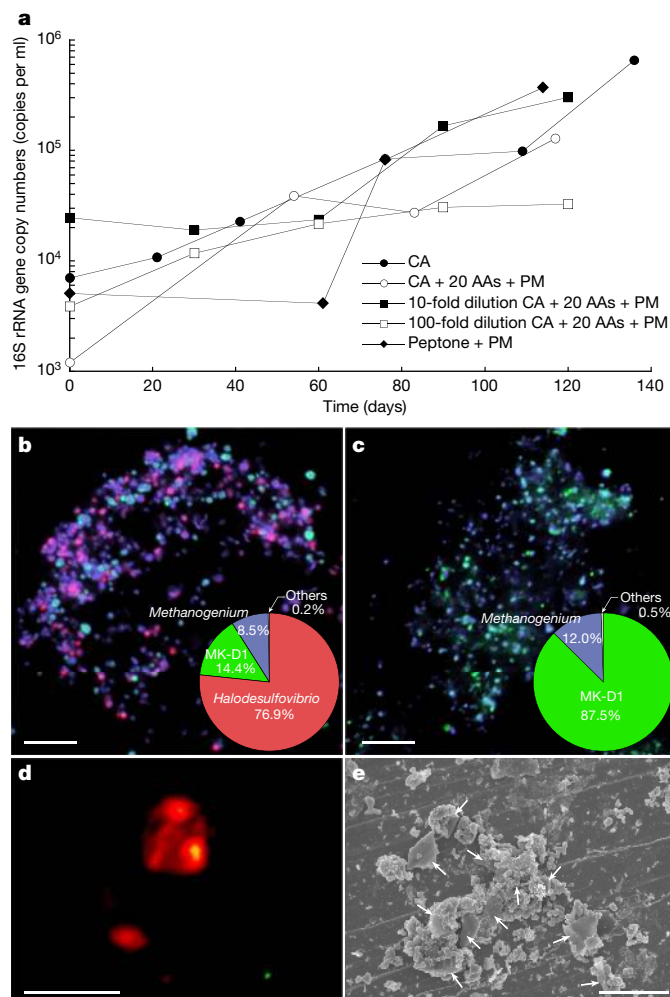 a
16S rRNA gene copy numbers (copies per ml)
10⁶
10⁵
10⁴
10³
0 20 40 60 80 100 120 140
Time (days)
CA
CA + 20 AAs + PM
10-fold dilution CA + 20 AAs + PM
100-fold dilution CA + 20 AAs + PM
Peptone + PM
b
Others
0.2%
Methanogenium
8.5%
MK-D1
14.4%
Halodesulfovibrio
76.9%
c
Others
0.5%
Methanogenium
12.0%
MK-D1
87.5%
d
e